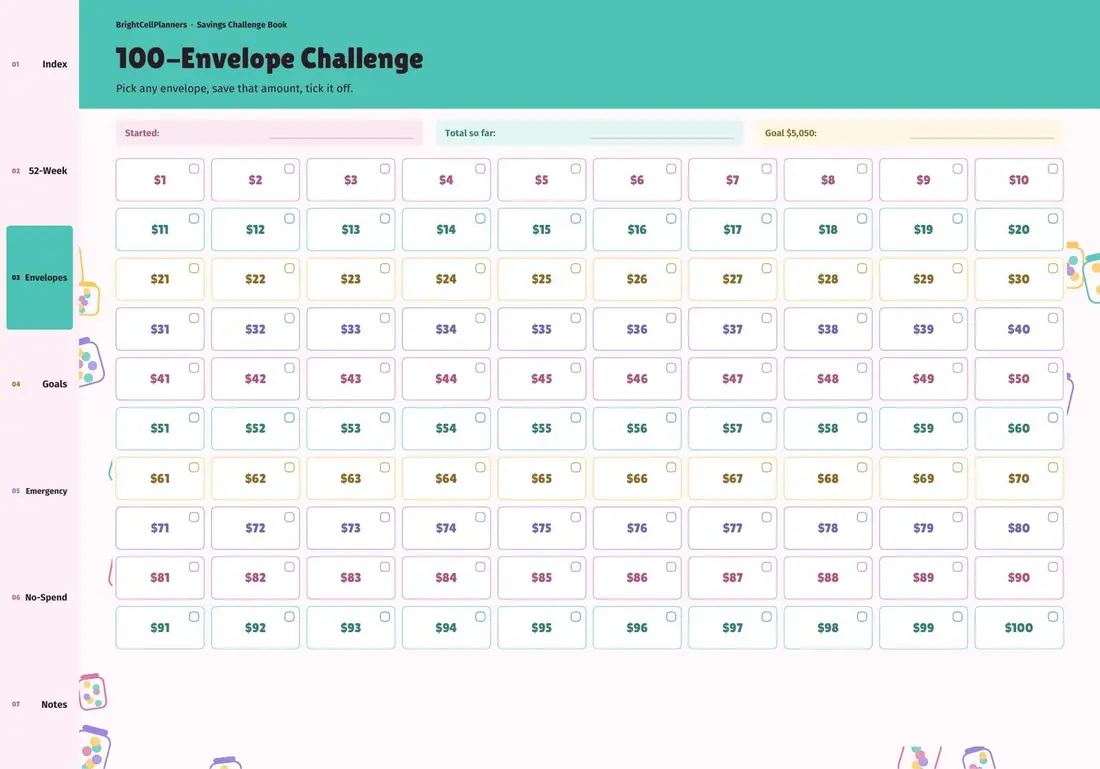 BrightCellPlanners · Savings Challenge Book
100-Envelope Challenge
Pick any envelope, save that amount, tick it off.
01 Index
02 52-Week
03 Envelopes
04 Goals
05 Emergency
06 No-Spend
07 Notes
Started: Total so far: Goal $5,050:
$1 $2 $3 $4 $5 $6 $7 $8 $9 $10
$11 $12 $13 $14 $15 $16 $17 $18 $19 $20
$21 $22 $23 $24 $25 $26 $27 $28 $29 $30
$31 $32 $33 $34 $35 $36 $37 $38 $39 $40
$41 $42 $43 $44 $45 $46 $47 $48 $49 $50
$51 $52 $53 $54 $55 $56 $57 $58 $59 $60
$61 $62 $63 $64 $65 $66 $67 $68 $69 $70
$71 $72 $73 $74 $75 $76 $77 $78 $79 $80
$81 $82 $83 $84 $85 $86 $87 $88 $89 $90
$91 $92 $93 $94 $95 $96 $97 $98 $99 $100